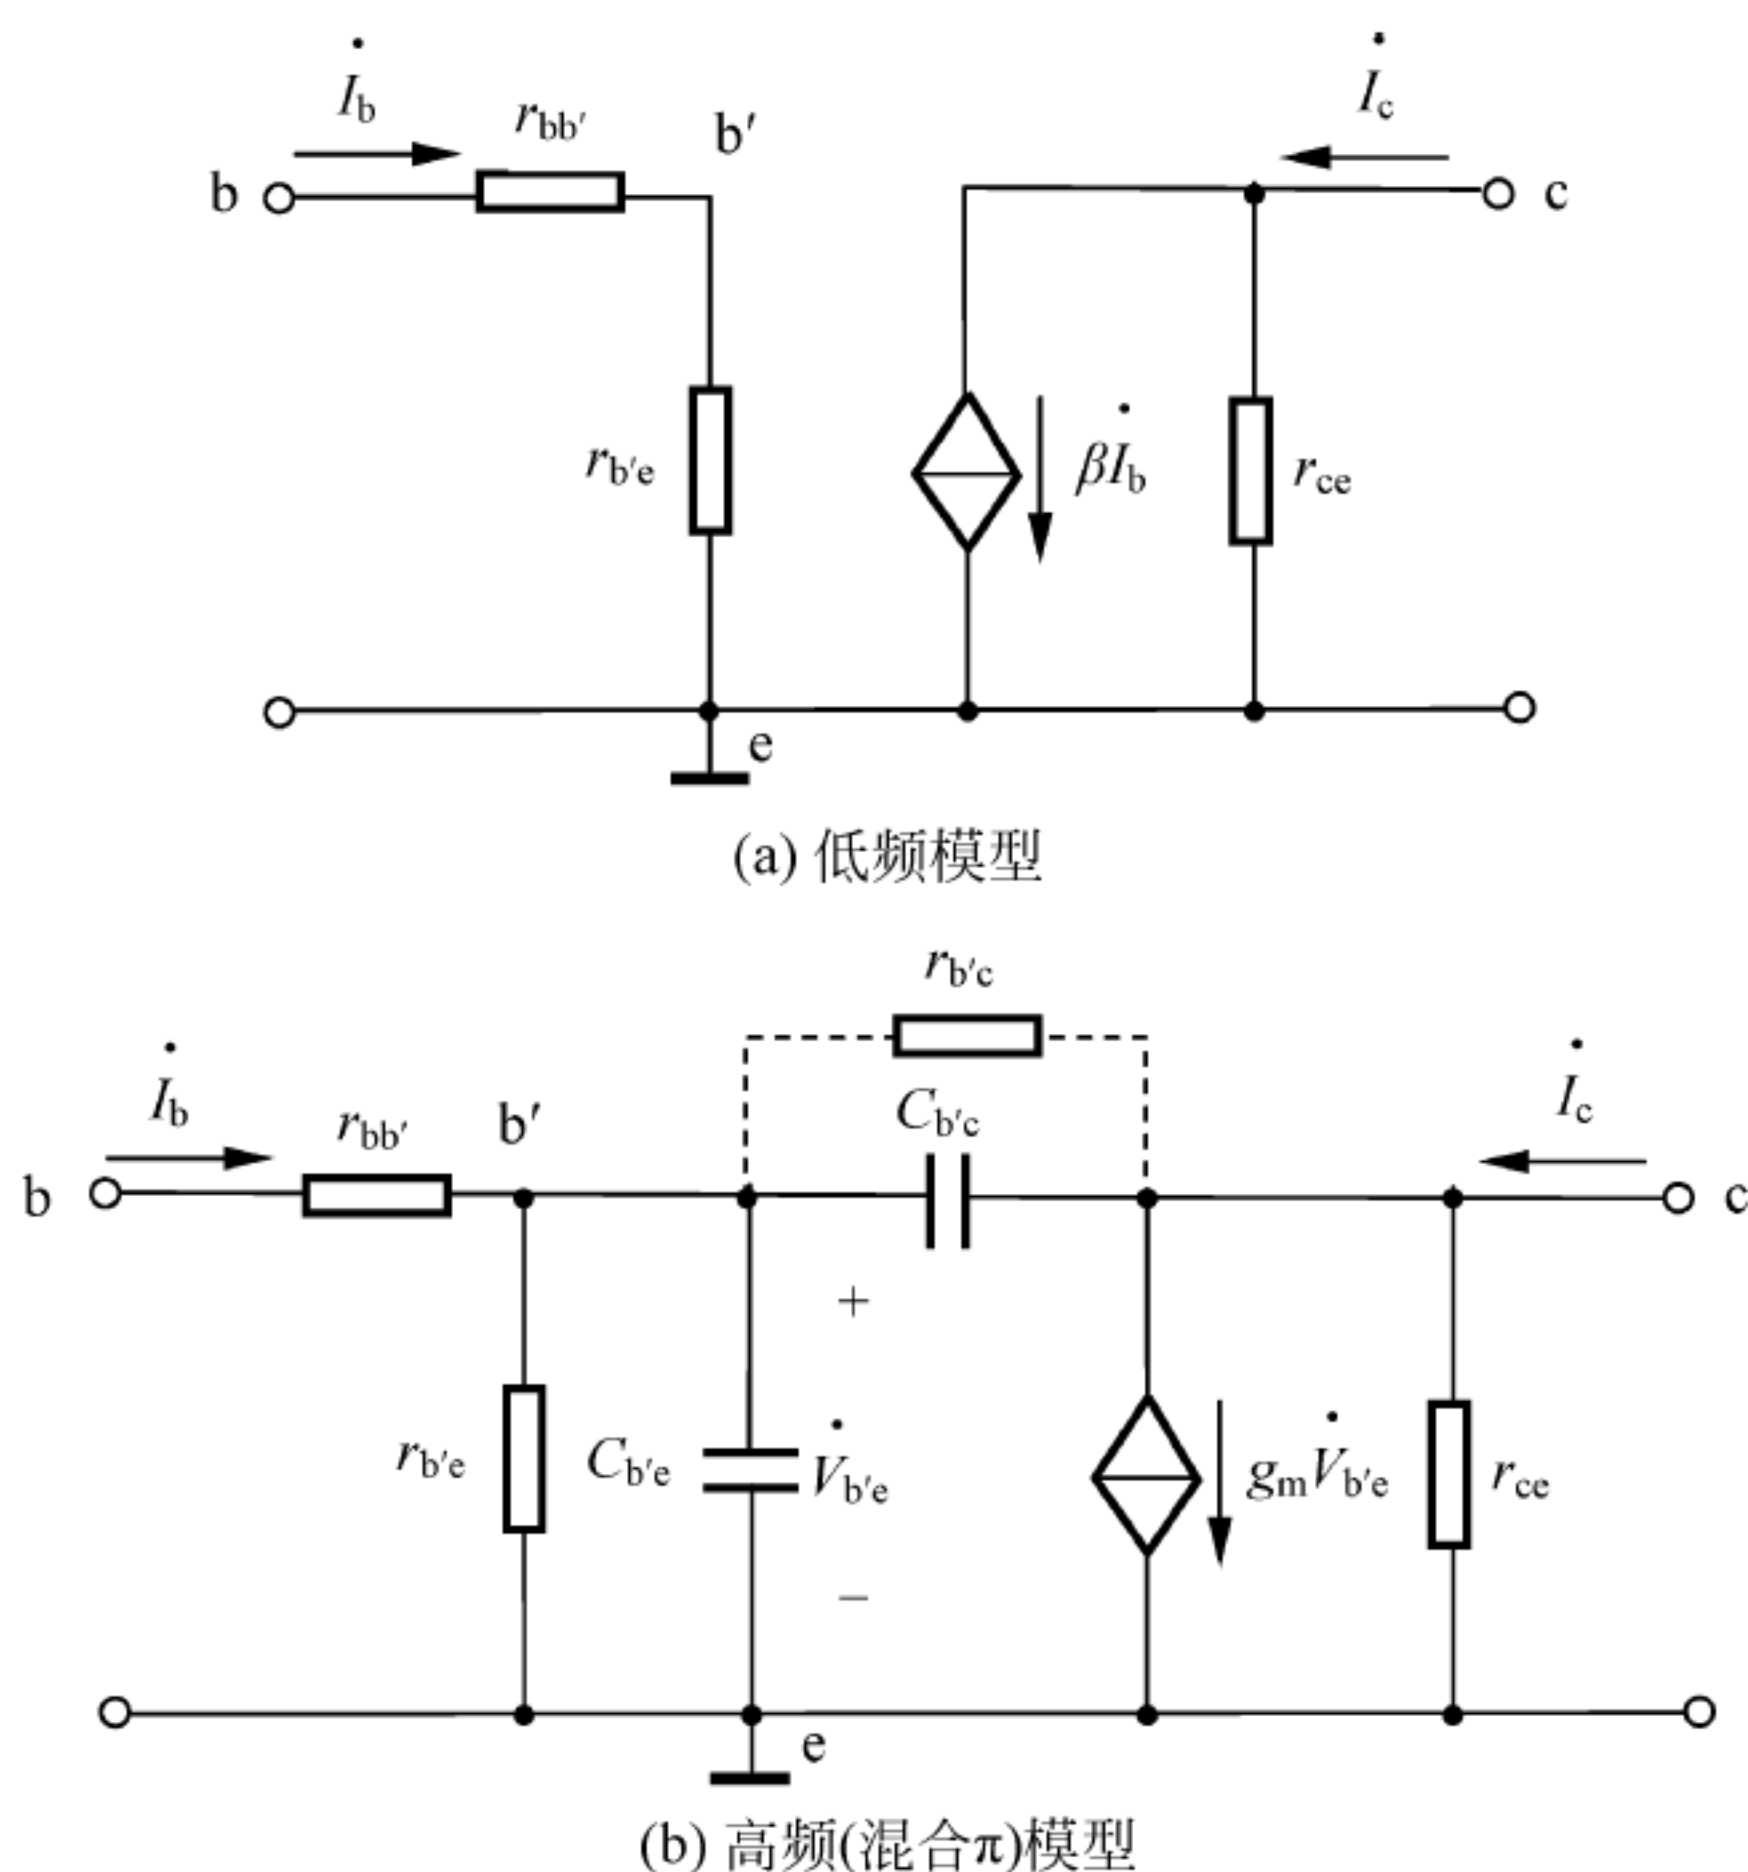 İb
rbb′
b′
İc
b
c
rb′e
βİb
rce
e
(a) 低频模型
rb′c
İb
rbb′
b′
Cb′c
İc
b
c
+
rb′e
Cb′e
V̇b′e
gmV̇b′e
rce
−
e
(b) 高频(混合π)模型